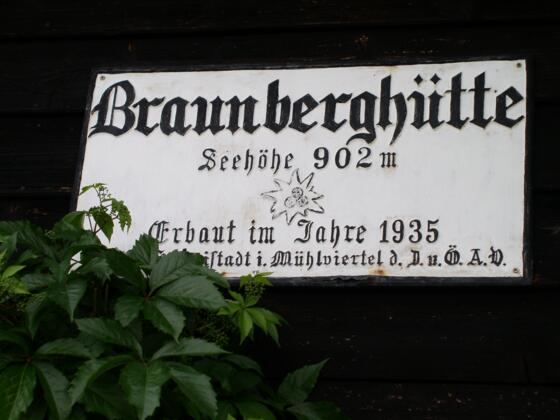 Braunberghütte
Seehöhe 902 m
Erbaut im Jahre 1935
i. Mühlviertel d. D. u. Ö. A. V.